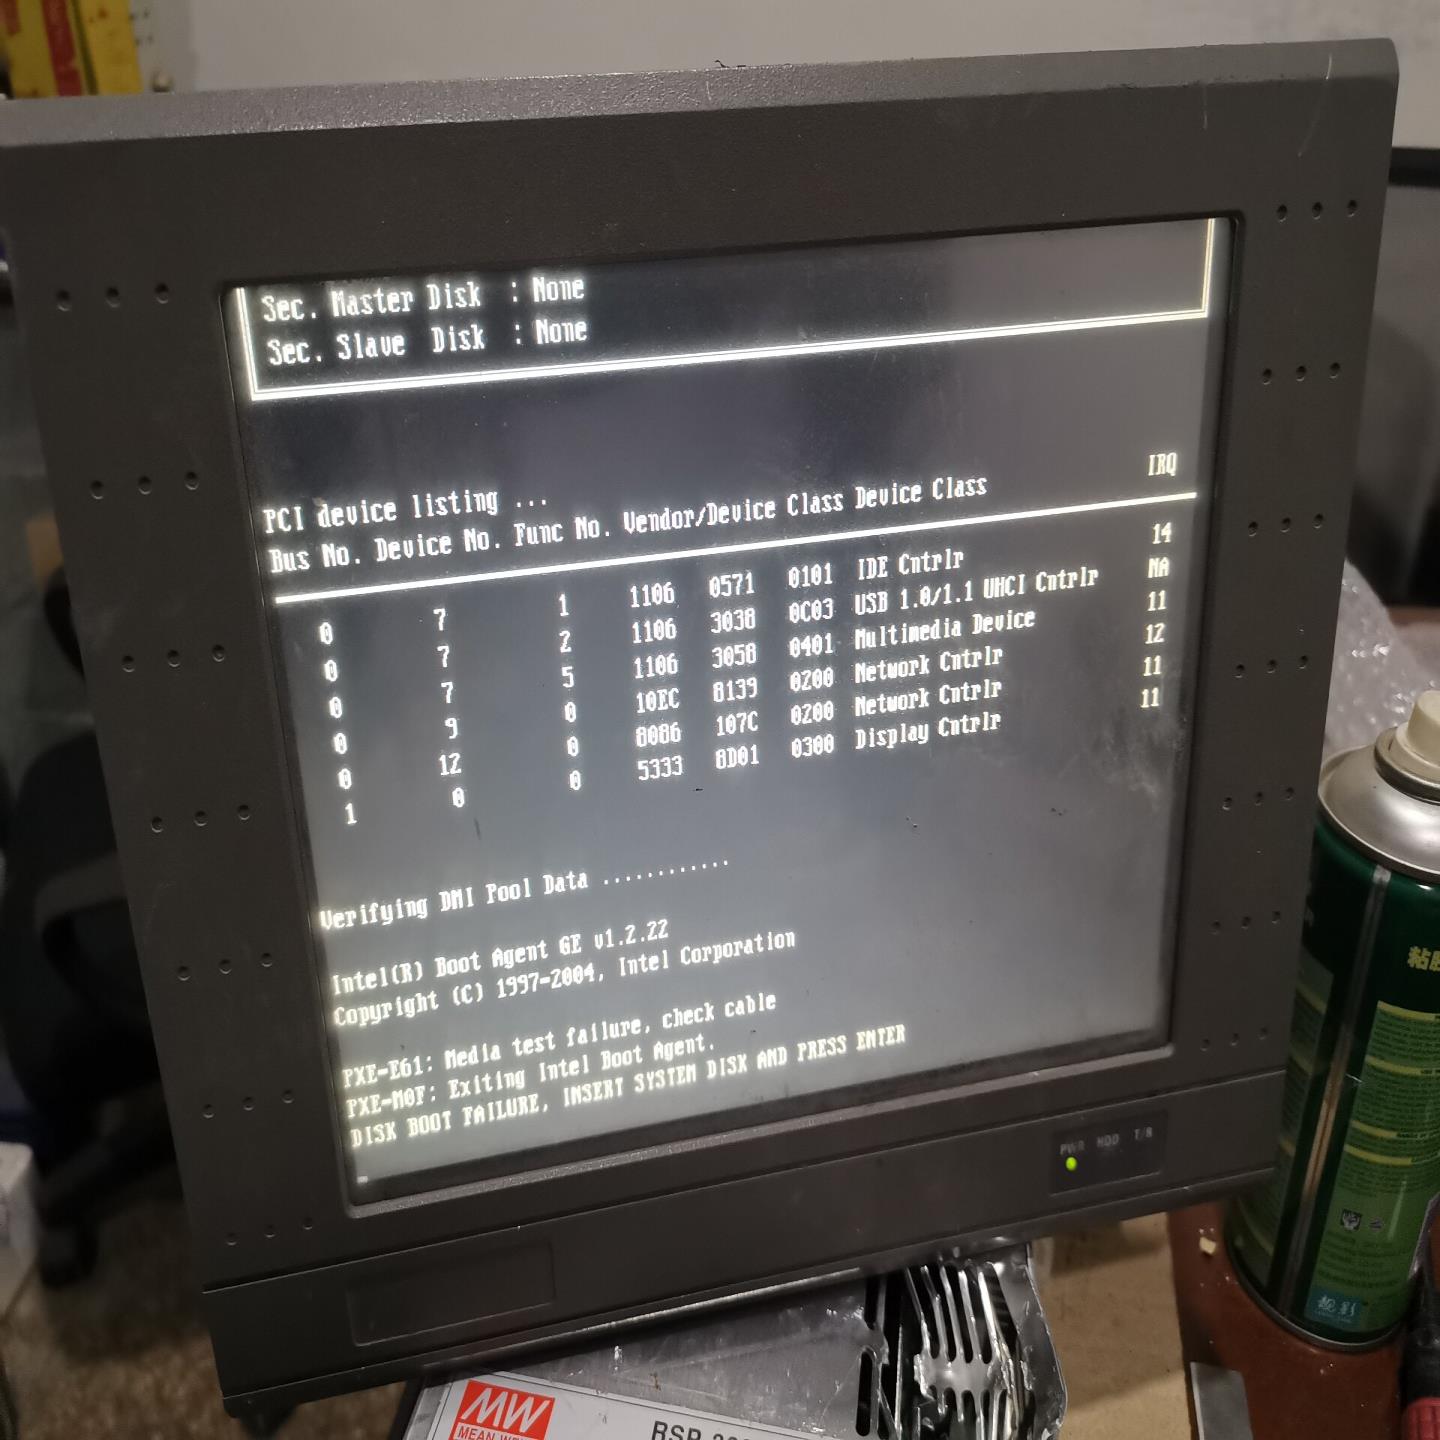 Sec. Master Disk : None
Sec. Slave Disk : None
PCI device listing ...
Bus No. Device No. Func No. Vendor/Device Class Device Class IRQ
0 7 1 1106 0571 0101 IDE Cntrlr 14
0 7 2 1106 3038 0C03 USB 1.0/1.1 UHCI Cntrlr NA
0 7 5 1106 3058 0401 Multimedia Device 11
0 9 0 10EC 8139 0200 Network Cntrlr 12
0 12 0 8086 107C 0200 Network Cntrlr 11
1 0 0 5333 8D01 0300 Display Cntrlr 11
Verifying DMI Pool Data ............
Intel(R) Boot Agent GE v1.2.22
Copyright (C) 1997-2004, Intel Corporation
PXE-E61: Media test failure, check cable
PXE-M0F: Exiting Intel Boot Agent.
DISK BOOT FAILURE, INSERT SYSTEM DISK AND PRESS ENTER
PWR HDD T/B
MW
MEAN
RSP